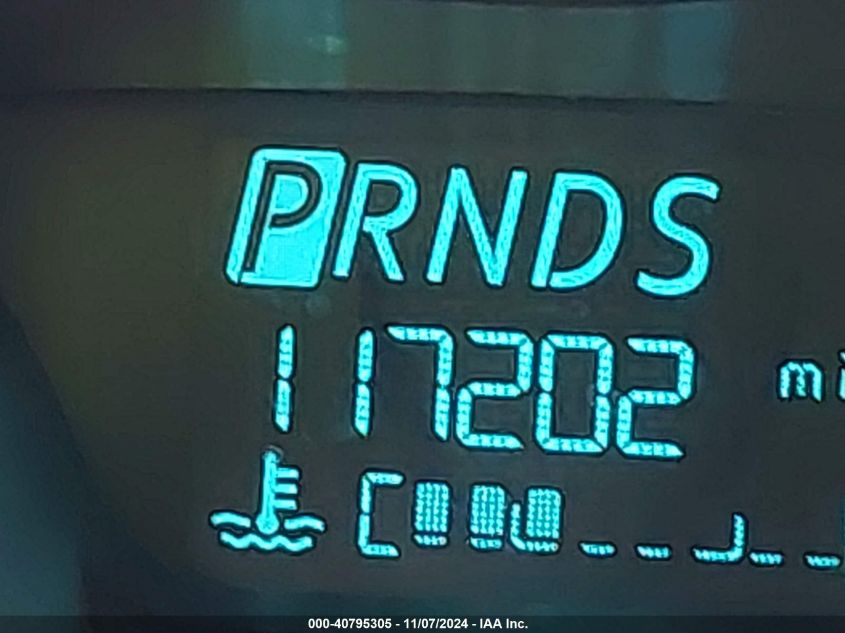 PRNDS
117202 mi
C
000-40795305 - 11/07/2024 - IAA Inc.